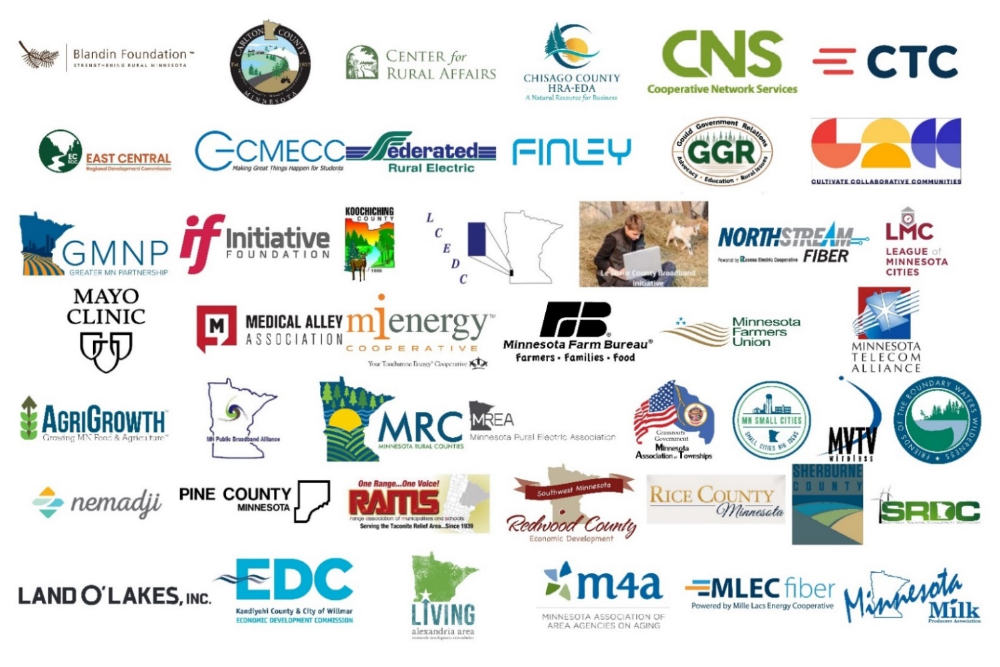 Blandin Foundation™
STRENGTHENING RURAL MINNESOTA
CARLTON COUNTY
Est. 1857
MINNESOTA
CENTER for
RURAL AFFAIRS
CHISAGO COUNTY
HRA-EDA
A Natural Resource for Business
CNS
Cooperative Network Services
CTC
EC
RDC
EAST CENTRAL
Regional Development Commission
CMECC
Making Great Things Happen for Students
Federated
Rural Electric
FINLEY
Gould Government Relations
GGR
Advocacy • Education • Rural Issues
CULTIVATE COLLABORATIVE COMMUNITIES
GMNP
GREATER MN PARTNERSHIP
if Initiative
FOUNDATION
KOOCHICHING
COUNTY
1906
L
C
E
D
C
Le Sueur County Broadband
Initiative
NORTHSTREAM
FIBER
Powered by Roseau Electric Cooperative
LMC
LEAGUE of
MINNESOTA
CITIES
MAYO
CLINIC
M
MEDICAL ALLEY
ASSOCIATION
mienergy™
COOPERATIVE
Your Touchstone Energy® Cooperative
FB®
Minnesota Farm Bureau®
Farmers • Families • Food
Minnesota
Farmers
Union
MINNESOTA
TELECOM
ALLIANCE
AGRIGROWTH
Growing MN Food & Agriculture™
MN Public Broadband Alliance
MRC
MINNESOTA RURAL COUNTIES
MREA
Minnesota Rural Electric Association
Grassroots
Government
Minnesota
Association of Townships
MN SMALL CITIES
SMALL CITIES BIG IDEAS
MVTV
wireless
FRIENDS OF THE BOUNDARY WATERS WILDERNESS
nemadji
PINE COUNTY
MINNESOTA
One Range...One Voice!
RAMS
range association of municipalities and schools
Serving the Taconite Relief Area...Since 1939
Southwest Minnesota
Redwood County
Economic Development
RICE COUNTY
Minnesota
SHERBURNE
COUNTY
SRDC
LAND O'LAKES, INC.
EDC
Kandiyohi County & City of Willmar
ECONOMIC DEVELOPMENT COMMISSION
LIVING
alexandria area
economic development commission
m4a
MINNESOTA ASSOCIATION OF
AREA AGENCIES ON AGING
MLEC fiber
Powered by Mille Lacs Energy Cooperative
Minnesota
Milk
Producers Association